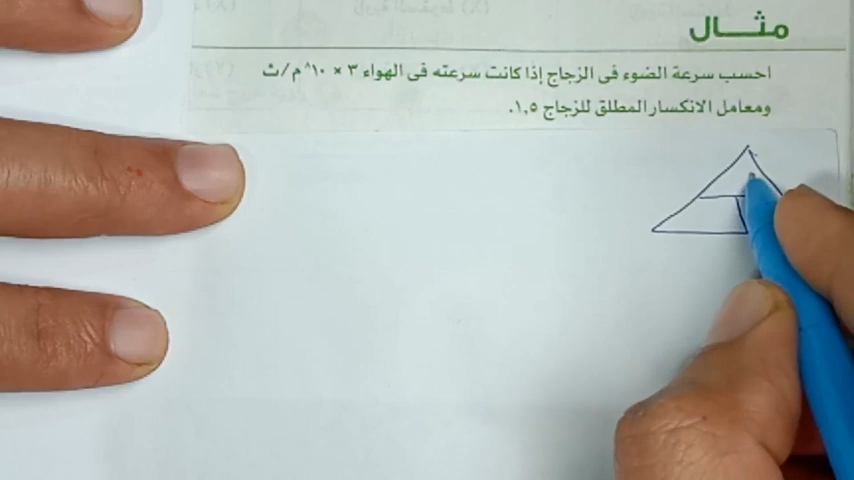 مثال
احسب سرعة الضوء فى الزجاج إذا كانت سرعته فى الهواء ٣ × ١٠^٨ م/ث
ومعامل الانكسار المطلق للزجاج ١,٥.